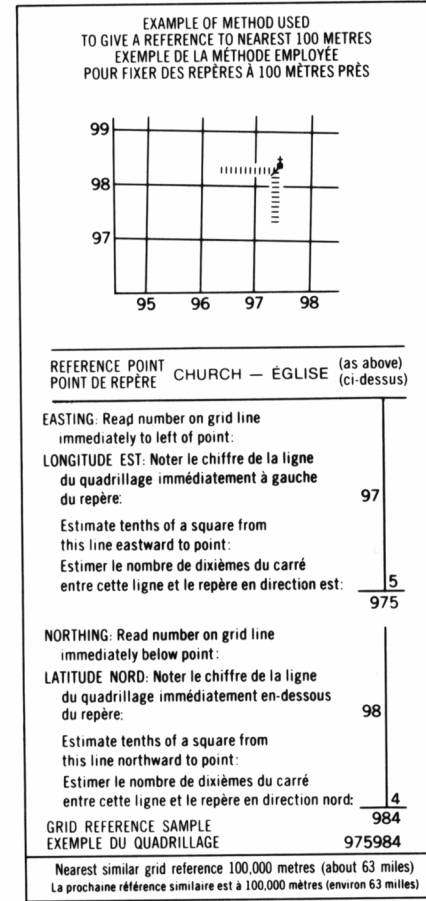 EXAMPLE OF METHOD USED
TO GIVE A REFERENCE TO NEAREST 100 METRES
EXEMPLE DE LA MÉTHODE EMPLOYÉE
POUR FIXER DES REPÈRES À 100 MÈTRES PRÈS
99
98
97
95 96 97 98
REFERENCE POINT
POINT DE REPÈRE
CHURCH — ÉGLISE
(as above)
(ci-dessus)
EASTING: Read number on grid line
immediately to left of point:
LONGITUDE EST: Noter le chiffre de la ligne
du quadrillage immédiatement à gauche
du repère: 97
Estimate tenths of a square from
this line eastward to point:
Estimer le nombre de dixièmes du carré
entre cette ligne et le repère en direction est: 5
975
NORTHING: Read number on grid line
immediately below point:
LATITUDE NORD: Noter le chiffre de la ligne
du quadrillage immédiatement en-dessous
du repère: 98
Estimate tenths of a square from
this line northward to point:
Estimer le nombre de dixièmes du carré
entre cette ligne et le repère en direction nord: 4
984
GRID REFERENCE SAMPLE
EXEMPLE DU QUADRILLAGE 975984
Nearest similar grid reference 100,000 metres (about 63 miles)
La prochaine référence similaire est à 100,000 mètres (environ 63 milles)